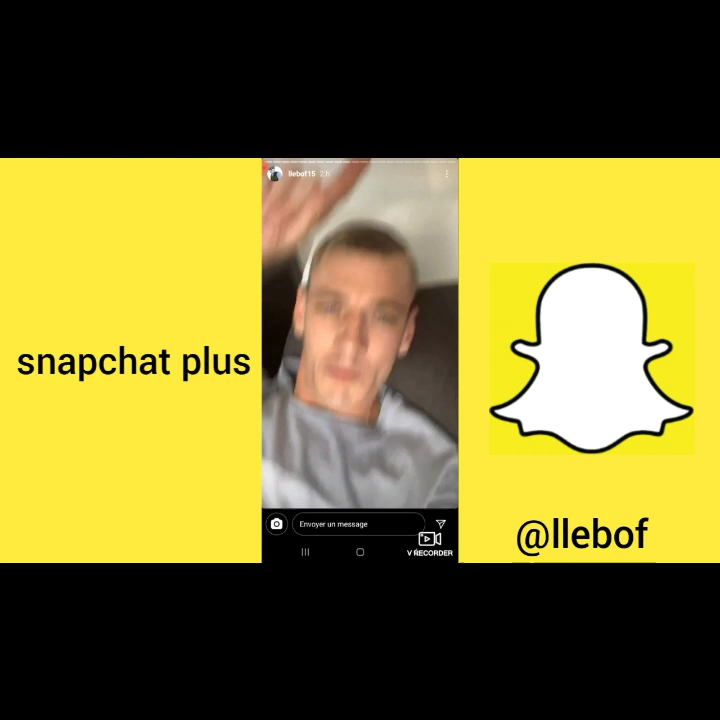 llebof15 2 h
snapchat plus
Envoyer un message
@llebof
V RECORDER